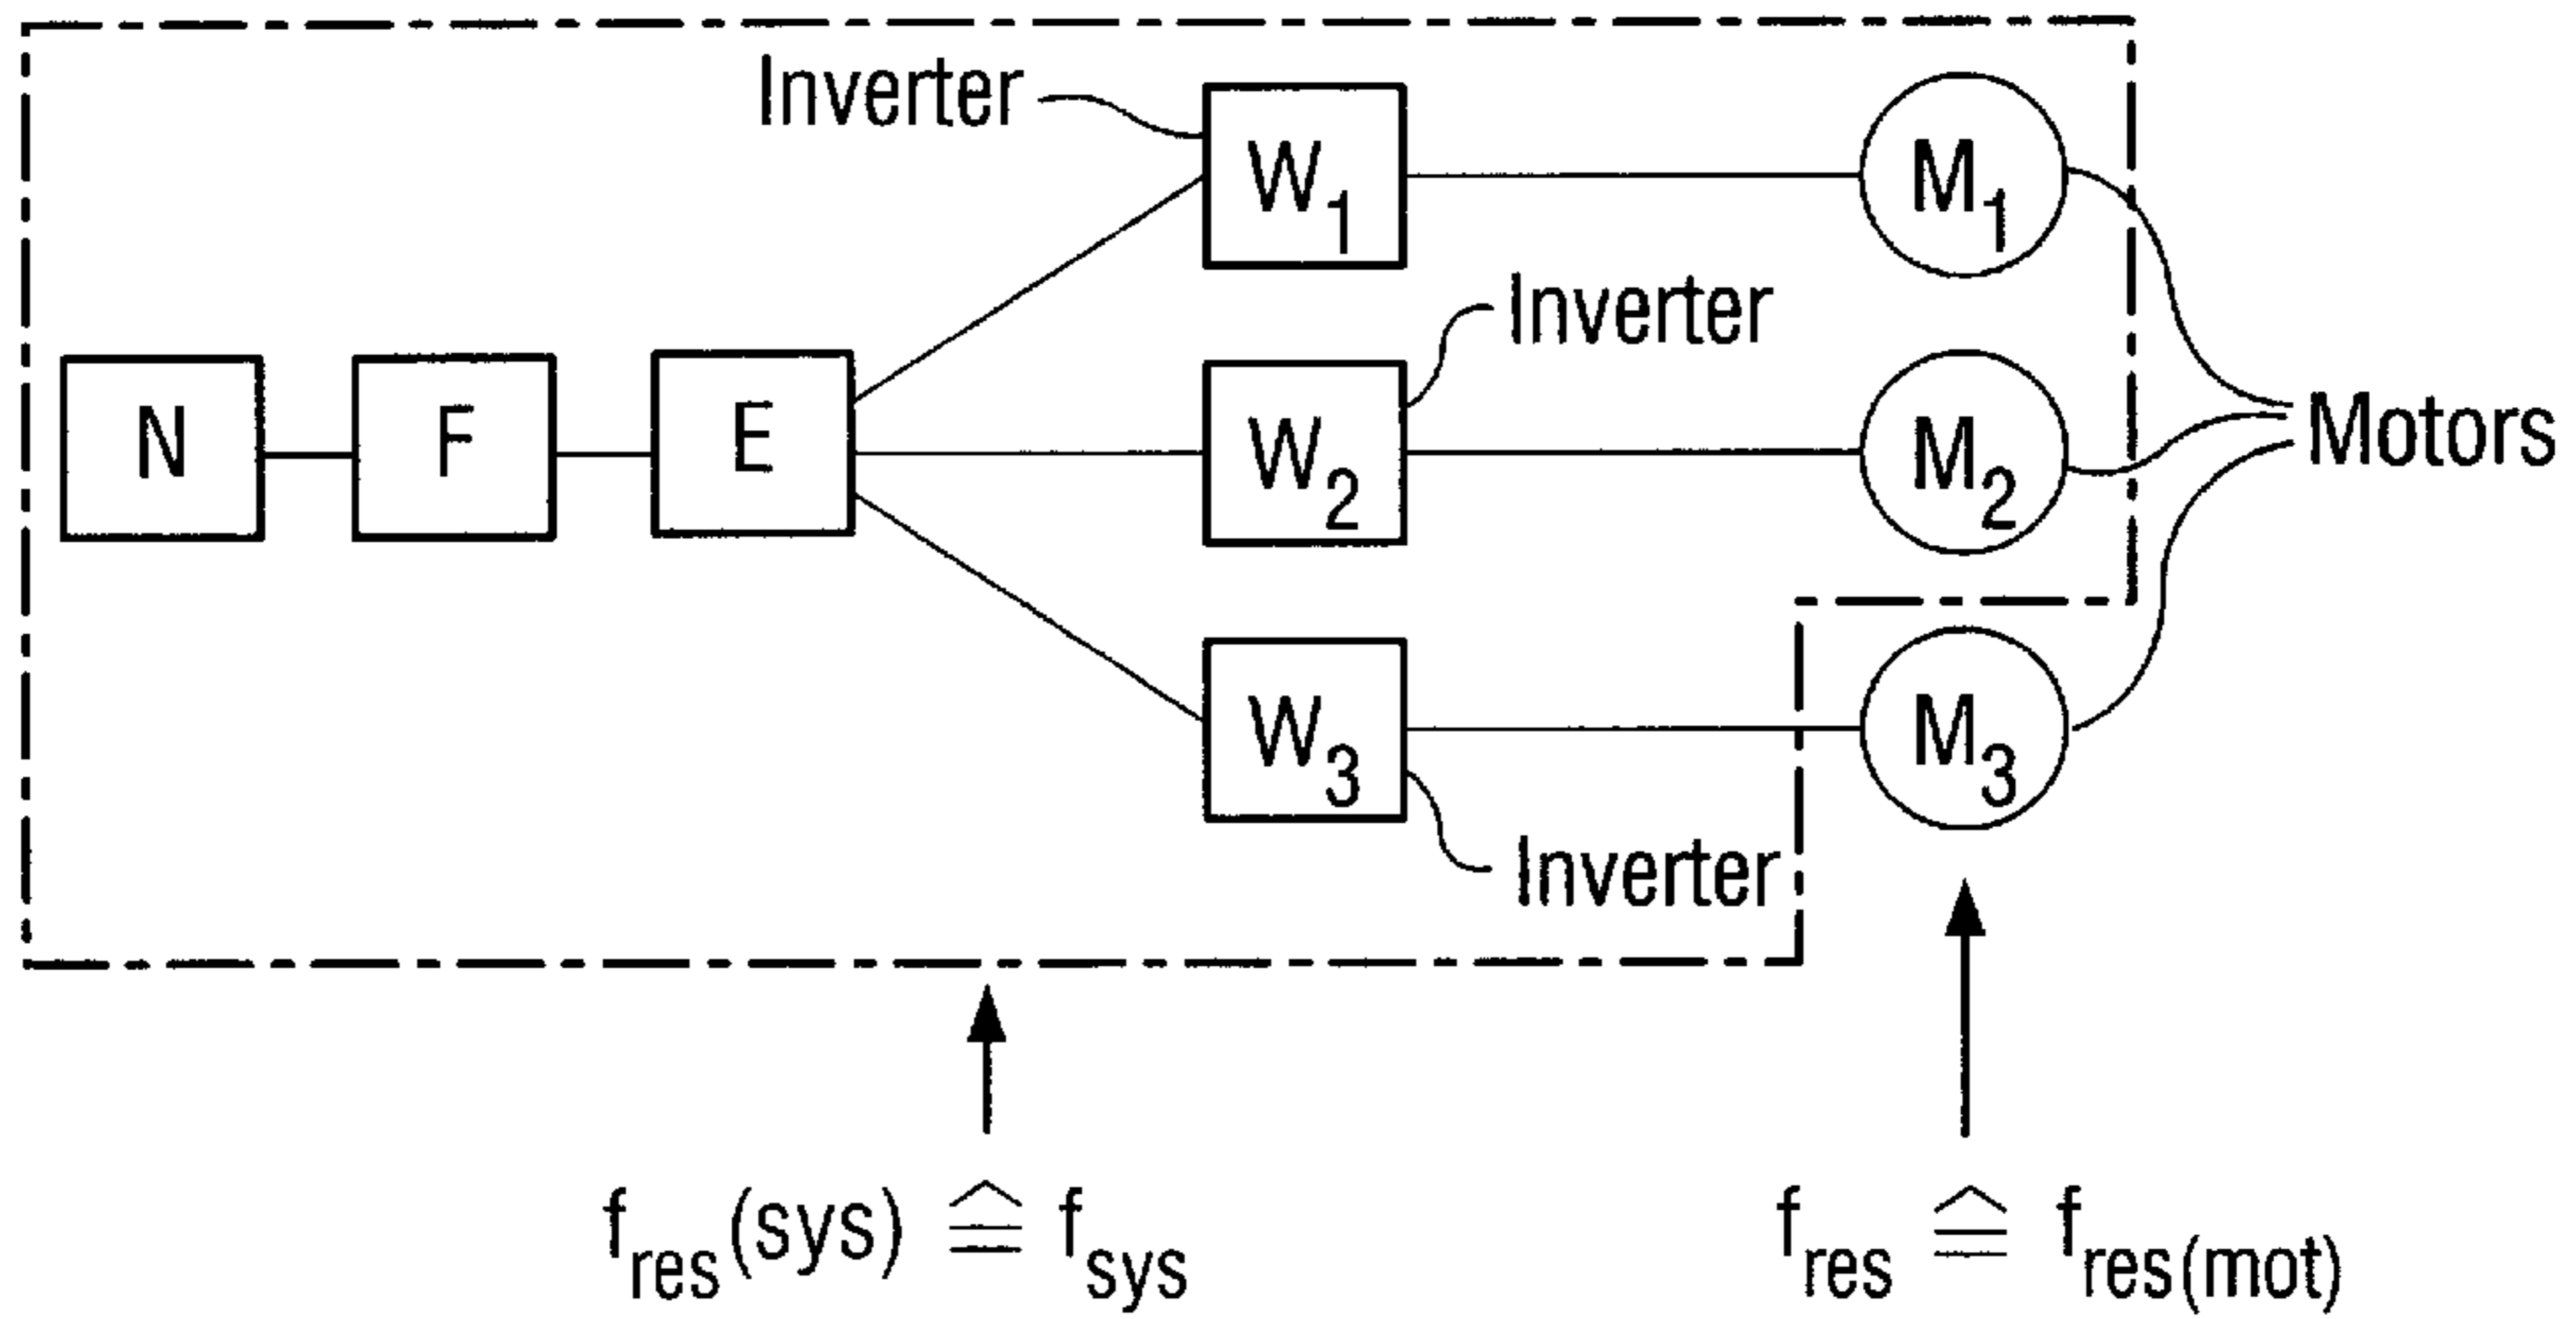 Inverter
W1
M1
Inverter
N
F
E
W2
M2
Motors
W3
M3
Inverter
fres(sys) ≙ fsys
fres ≙ fres(mot)